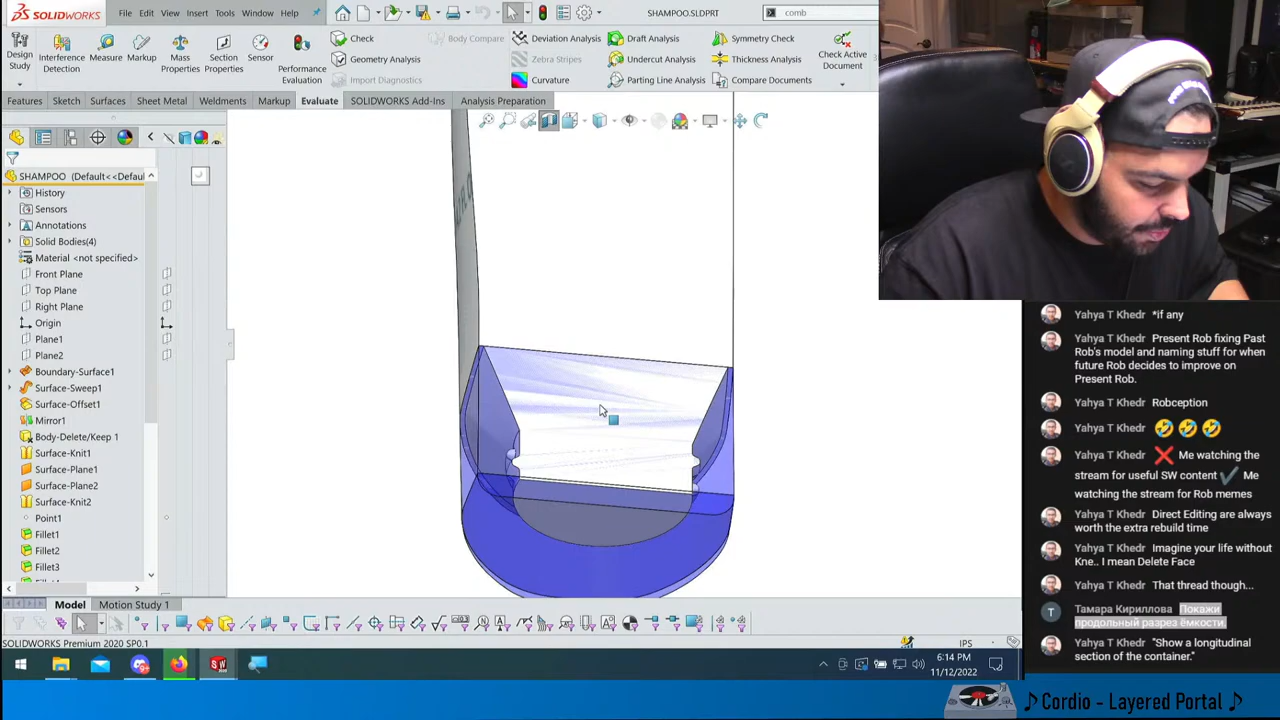 SOLIDWORKS
File
Edit
View
Insert
Tools
Window
Help
SHAMPOO.SLDPRT
comb
Design Study
Interference Detection
Measure
Markup
Mass Properties
Section Properties
Sensor
Performance Evaluation
Check
Geometry Analysis
Import Diagnostics
Body Compare
Deviation Analysis
Zebra Stripes
Curvature
Draft Analysis
Undercut Analysis
Parting Line Analysis
Symmetry Check
Thickness Analysis
Compare Documents
Check Active Document
Features
Sketch
Surfaces
Sheet Metal
Weldments
Markup
Evaluate
SOLIDWORKS Add-Ins
Analysis Preparation
SHAMPOO (Default<<Defau
History
Sensors
Annotations
Solid Bodies(4)
Material <not specified>
Front Plane
Top Plane
Right Plane
Origin
Plane1
Plane2
Boundary-Surface1
Surface-Sweep1
Surface-Offset1
Mirror1
Body-Delete/Keep 1
Surface-Knit1
Surface-Plane1
Surface-Plane2
Surface-Knit2
Point1
Fillet1
Fillet2
Fillet3
Model
Motion Study 1
SOLIDWORKS Premium 2020 SP0.1
IPS
6:14 PM
11/12/2022
Yahya T Khedr *if any
Yahya T Khedr Present Rob fixing Past
Rob's model and naming stuff for when
future Rob decides to improve on
Present Rob.
Yahya T Khedr Robception
Yahya T Khedr 🤣🤣🤣
Yahya T Khedr ❌ Me watching the
stream for useful SW content ✔ Me
watching the stream for Rob memes
Yahya T Khedr Direct Editing are always
worth the extra rebuild time
Yahya T Khedr Imagine your life without
Kne.. I mean Delete Face
Yahya T Khedr That thread though...
T Тамара Кириллова Покажи
продольный разрез ёмкости.
Yahya T Khedr "Show a longitudinal
section of the container."
♪ Cordio - Layered Portal ♪